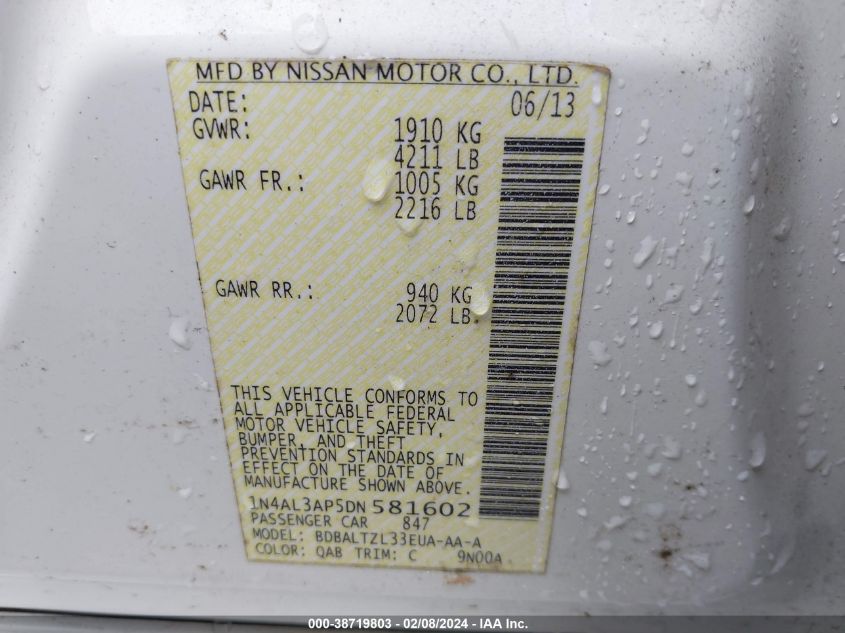 MFD BY NISSAN MOTOR CO., LTD.
DATE: 06/13
GVWR: 1910 KG
4211 LB
GAWR FR.: 1005 KG
2216 LB
GAWR RR.: 940 KG
2072 LB.
THIS VEHICLE CONFORMS TO
ALL APPLICABLE FEDERAL
MOTOR VEHICLE SAFETY,
BUMPER, AND THEFT
PREVENTION STANDARDS IN
EFFECT ON THE DATE OF
MANUFACTURE SHOWN ABOVE.
1N4AL3AP5DN 581602
PASSENGER CAR 847
MODEL: BDBALTZL33EUA-AA-A
COLOR: QAB TRIM: C 9N00A
000-38719803 — 02/08/2024 — IAA Inc.